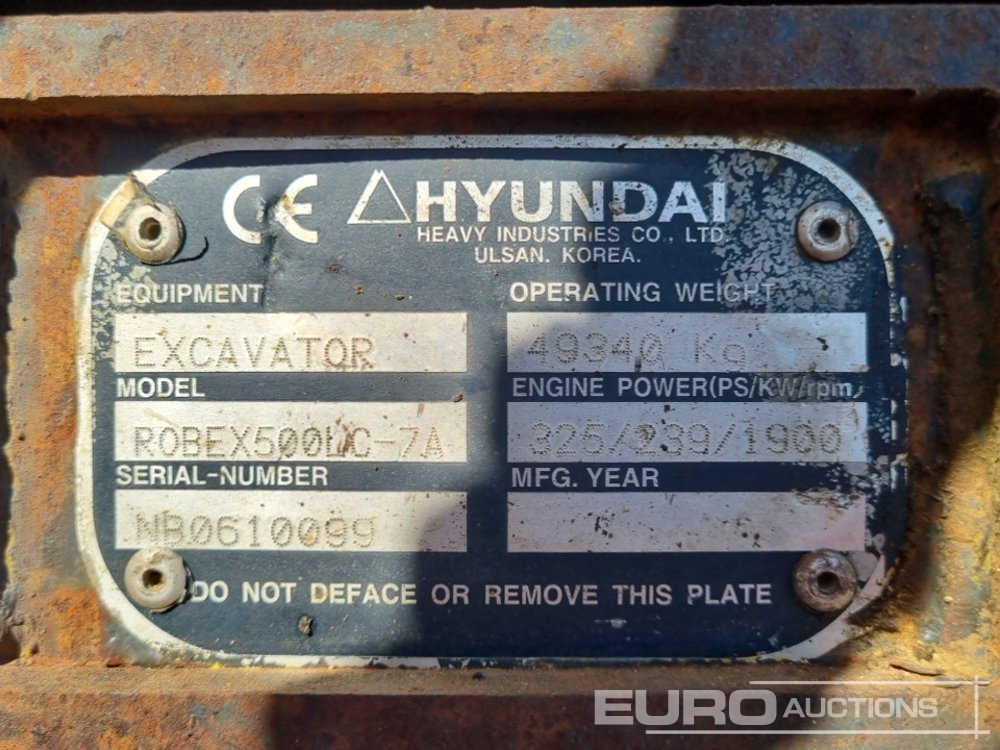 CE HYUNDAI
HEAVY INDUSTRIES CO., LTD
ULSAN. KOREA.
EQUIPMENT OPERATING WEIGHT
EXCAVATOR 49340 Kg
MODEL ENGINE POWER(PS/KW/rpm)
ROBEX500LC-7A 325/239/1900
SERIAL-NUMBER MFG. YEAR
NB0610099
DO NOT DEFACE OR REMOVE THIS PLATE
EURO AUCTIONS